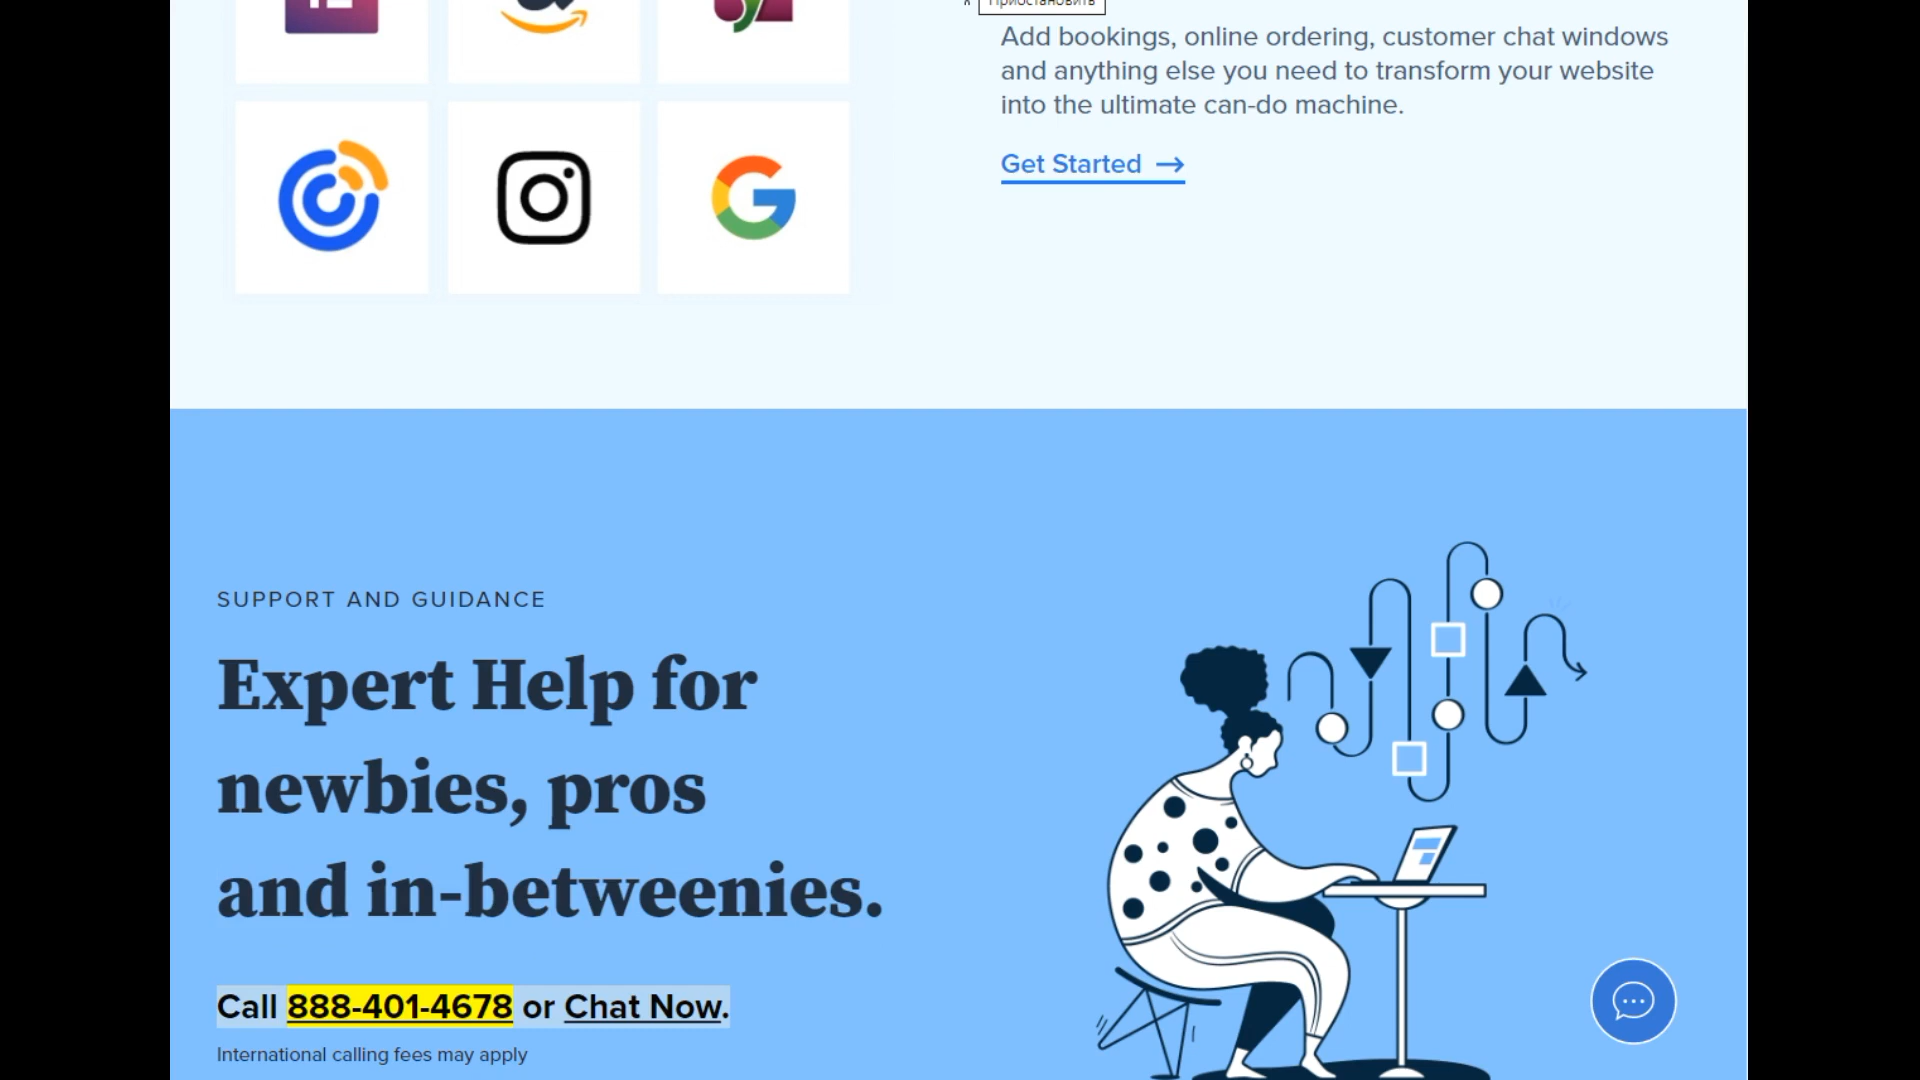 Приостановить
Add bookings, online ordering, customer chat windows
and anything else you need to transform your website
into the ultimate can-do machine.
Get Started →
SUPPORT AND GUIDANCE
Expert Help for
newbies, pros
and in-betweenies.
Call 888-401-4678 or Chat Now.
International calling fees may apply